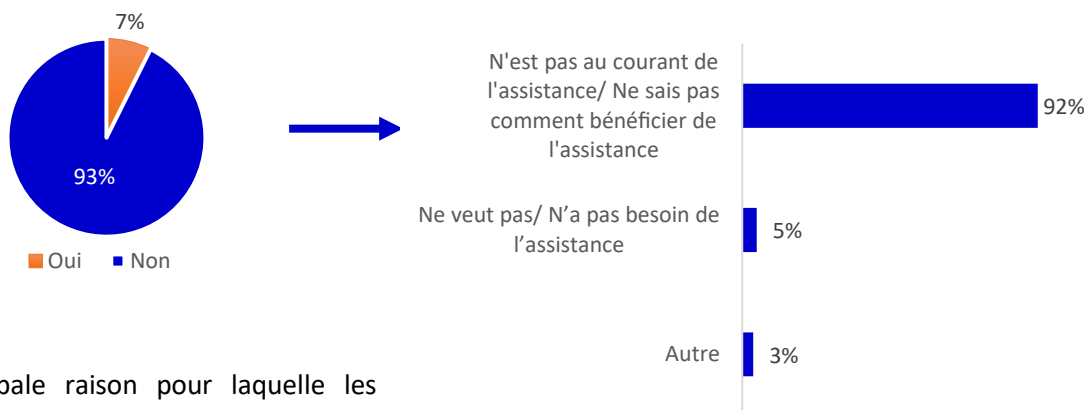 7%
93%
Oui Non
N'est pas au courant de
l'assistance/ Ne sais pas
comment bénéficier de
l'assistance
92%
Ne veut pas/ N’a pas besoin de
l’assistance
5%
Autre
3%
pale raison pour laquelle les